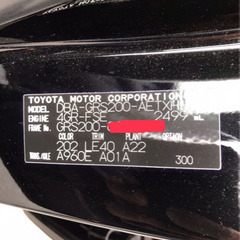 TOYOTA MOTOR CORPORATION
MODEL DBA-GRS200-AETXH
ENGINE 4GR-FSE 2499 mL
FRAME No. GRS200-
COLOR TRIM PLANT OPTION
202 LE40 A22
TRANS./AXLE A960E A01A 300